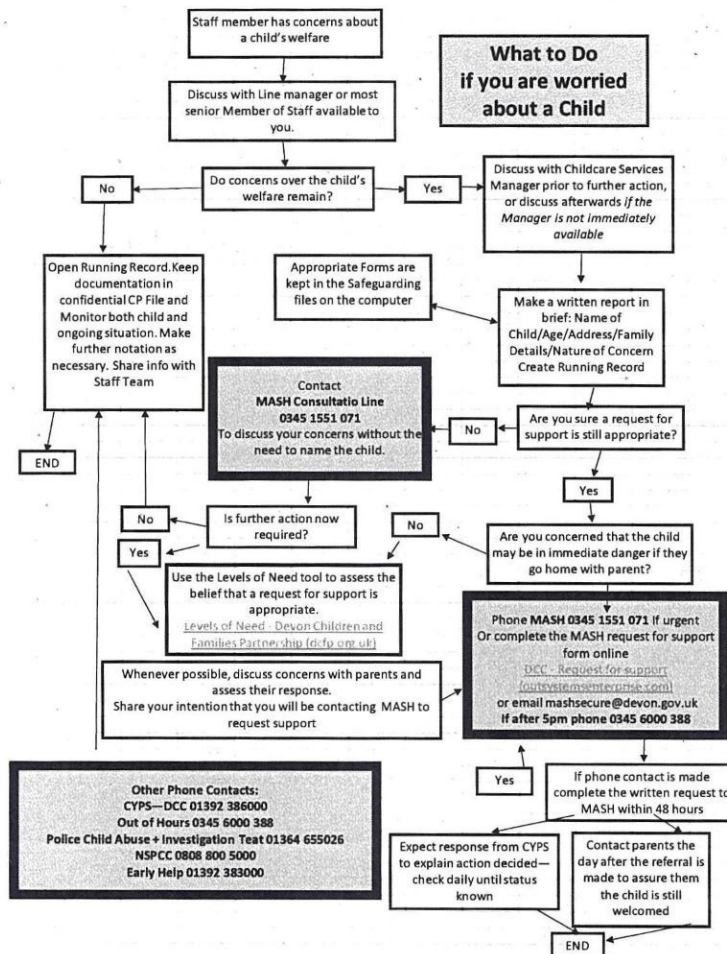 Staff member has concerns about
a child's welfare
What to Do
if you are worried
about a Child
Discuss with Line manager or most
senior Member of Staff available to
you.
Do concerns over the child's
welfare remain?
No
Yes
Discuss with Childcare Services
Manager prior to further action,
or discuss afterwards if the
Manager is not immediately
available
Open Running Record. Keep
documentation in
confidential CP File and
Monitor both child and
ongoing situation. Make
further notation as
necessary. Share info with
Staff Team
Appropriate Forms are
kept in the Safeguarding
files on the computer
Make a written report in
brief: Name of
Child/Age/Address/Family
Details/Nature of Concern
Create Running Record
Contact
MASH Consultatio Line
0345 1551 071
To discuss your concerns without the
need to name the child.
No
Are you sure a request for
support is still appropriate?
END
Yes
No
Is further action now
required?
No
Are you concerned that the child
may be in immediate danger if they
go home with parent?
Yes
Use the Levels of Need tool to assess the
belief that a request for support is
appropriate.
Levels of Need - Devon Children and
Families Partnership (dcfp.org.uk)
Phone MASH 0345 1551 071 If urgent
Or complete the MASH request for support
form online
DCC - Request for support
(outsystemsenterprise.com)
or email mashsecure@devon.gov.uk
If after 5pm phone 0345 6000 388
Whenever possible, discuss concerns with parents and
assess their response.
Share your intention that you will be contacting MASH to
request support
Yes
If phone contact is made
complete the written request to
MASH within 48 hours
Other Phone Contacts:
CYPS—DCC 01392 386000
Out of Hours 0345 6000 388
Police Child Abuse + Investigation Teat 01364 655026
NSPCC 0808 800 5000
Early Help 01392 383000
Expect response from CYPS
to explain action decided—
check daily until status
known
Contact parents the
day after the referral is
made to assure them
the child is still
welcomed
END